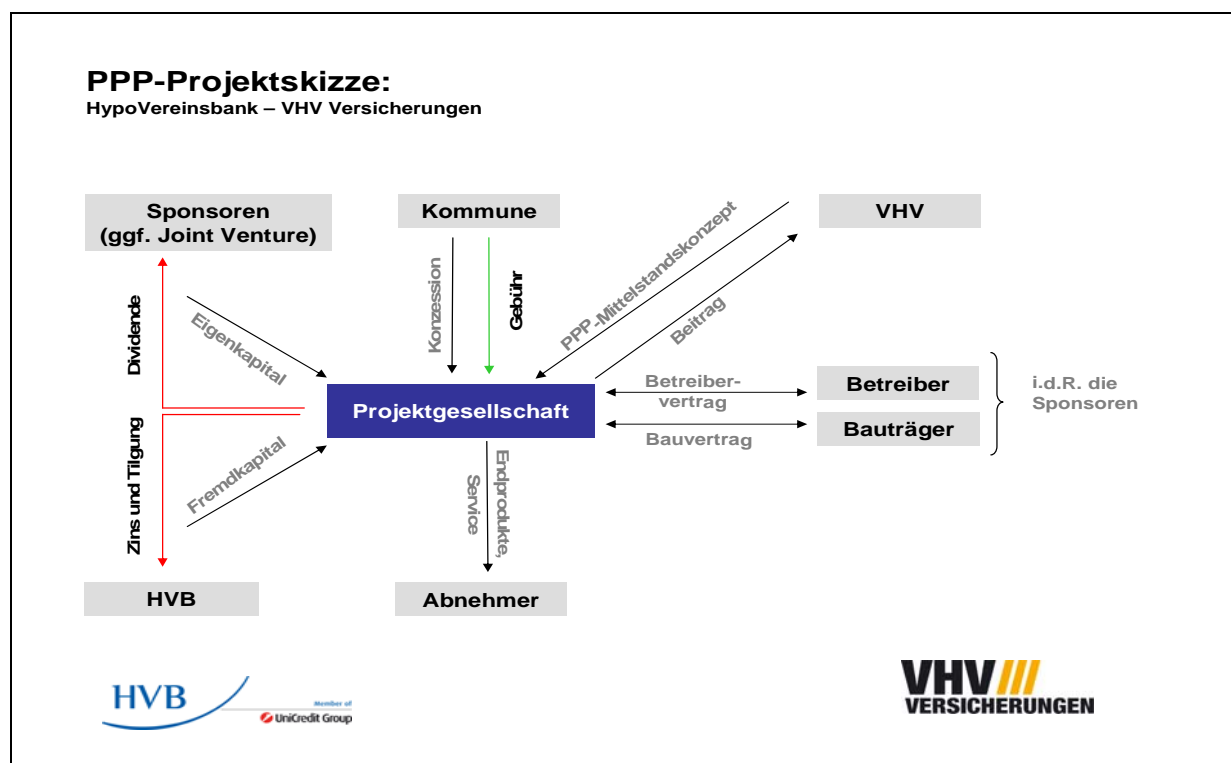 PPP-Projektskizze:
HypoVereinsbank – VHV Versicherungen
Sponsoren
(ggf. Joint Venture)
Kommune
VHV
Dividende
Eigenkapital
Konzession
Gebühr
PPP-Mittelstandskonzept
Beitrag
Projektgesellschaft
Betreiber-
vertrag
Bauvertrag
Betreiber
Bauträger
i.d.R. die
Sponsoren
Zins und Tilgung
Fremdkapital
Endprodukte,
Service
HVB
Abnehmer
HVB
Member of
UniCredit Group
VHV
VERSICHERUNGEN